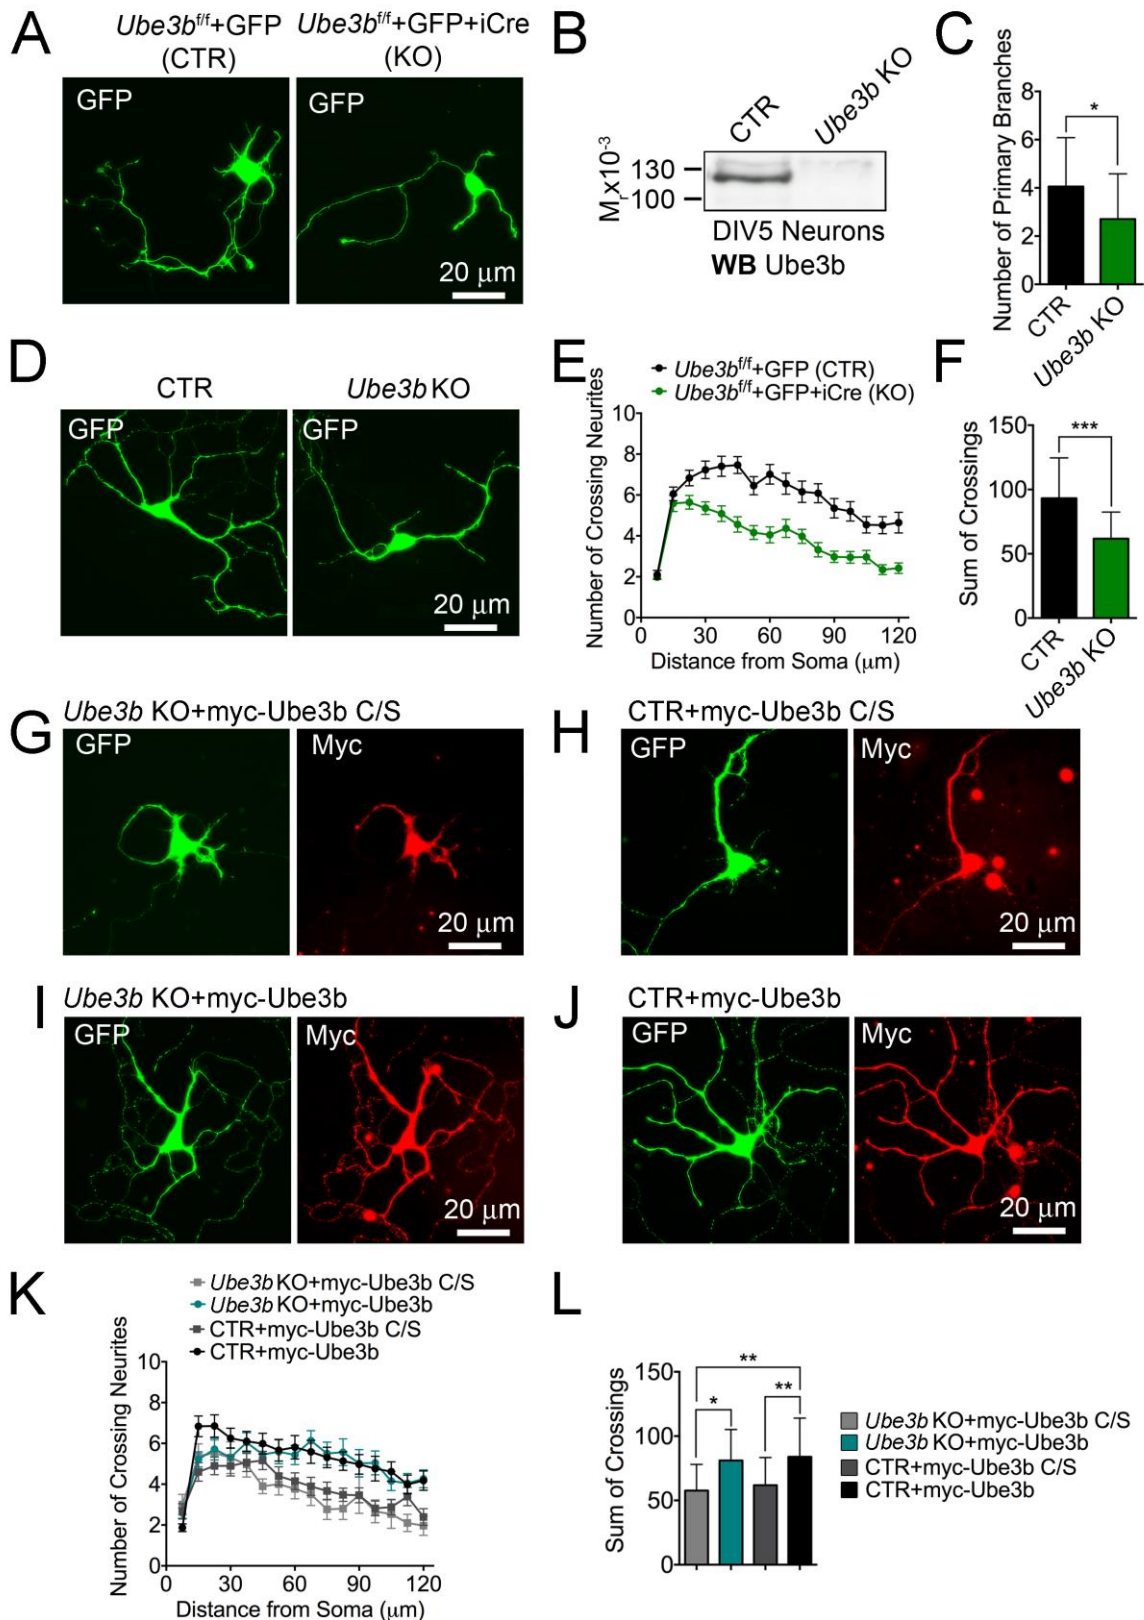 A
Ube3bf/f+GFP (CTR)
Ube3bf/f+GFP+iCre (KO)
GFP
GFP
20 μm
B
CTR
Ube3b KO
Mrx10-3
130
100
DIV5 Neurons
WB Ube3b
C
Number of Primary Branches
8
6
4
2
0
*
CTR
Ube3b KO
D
CTR
Ube3b KO
GFP
GFP
20 μm
20 μm
E
Ube3bf/f+GFP (CTR)
Ube3bf/f+GFP+iCre (KO)
Number of Crossing Neurites
10
8
6
4
2
0
0 30 60 90 120
Distance from Soma (μm)
F
Sum of Crossings
150
100
50
0
***
CTR
Ube3b KO
G
Ube3b KO+myc-Ube3b C/S
GFP
Myc
20 μm
H
CTR+myc-Ube3b C/S
GFP
Myc
20 μm
I
Ube3b KO+myc-Ube3b
GFP
Myc
20 μm
J
CTR+myc-Ube3b
GFP
Myc
20 μm
K
Ube3b KO+myc-Ube3b C/S
Ube3b KO+myc-Ube3b
CTR+myc-Ube3b C/S
CTR+myc-Ube3b
Number of Crossing Neurites
10
8
6
4
2
0
0 30 60 90 120
Distance from Soma (μm)
L
Sum of Crossings
150
100
50
0
**
*
**
Ube3b KO+myc-Ube3b C/S
Ube3b KO+myc-Ube3b
CTR+myc-Ube3b C/S
CTR+myc-Ube3b